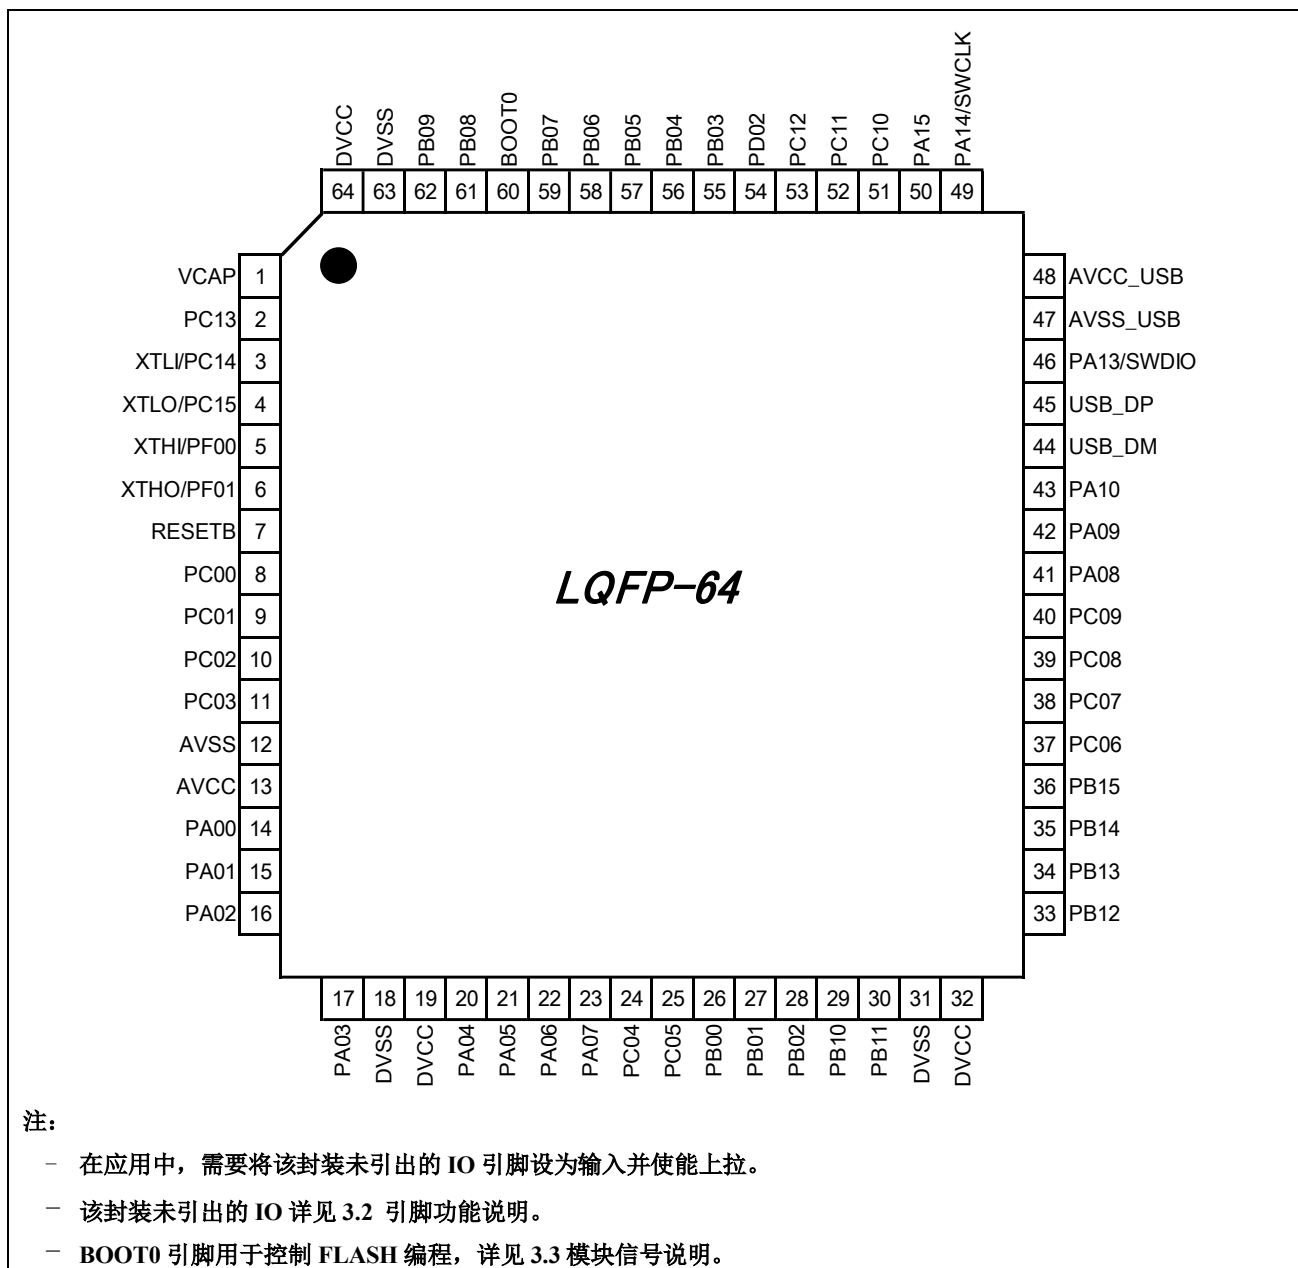 DVCC
DVSS
PB09
PB08
BOOT0
PB07
PB06
PB05
PB04
PB03
PD02
PC12
PC11
PC10
PA15
PA14/SWCLK
64 63 62 61 60 59 58 57 56 55 54 53 52 51 50 49
VCAP 1
PC13 2
XTLI/PC14 3
XTLO/PC15 4
XTHI/PF00 5
XTHO/PF01 6
RESETB 7
PC00 8
PC01 9
PC02 10
PC03 11
AVSS 12
AVCC 13
PA00 14
PA01 15
PA02 16
LQFP-64
48 AVCC_USB
47 AVSS_USB
46 PA13/SWDIO
45 USB_DP
44 USB_DM
43 PA10
42 PA09
41 PA08
40 PC09
39 PC08
38 PC07
37 PC06
36 PB15
35 PB14
34 PB13
33 PB12
17 18 19 20 21 22 23 24 25 26 27 28 29 30 31 32
PA03
DVSS
DVCC
PA04
PA05
PA06
PA07
PC04
PC05
PB00
PB01
PB02
PB10
PB11
DVSS
DVCC
注：
– 在应用中，需要将该封装未引出的 IO 引脚设为输入并使能上拉。
– 该封装未引出的 IO 详见 3.2 引脚功能说明。
– BOOT0 引脚用于控制 FLASH 编程，详见 3.3 模块信号说明。